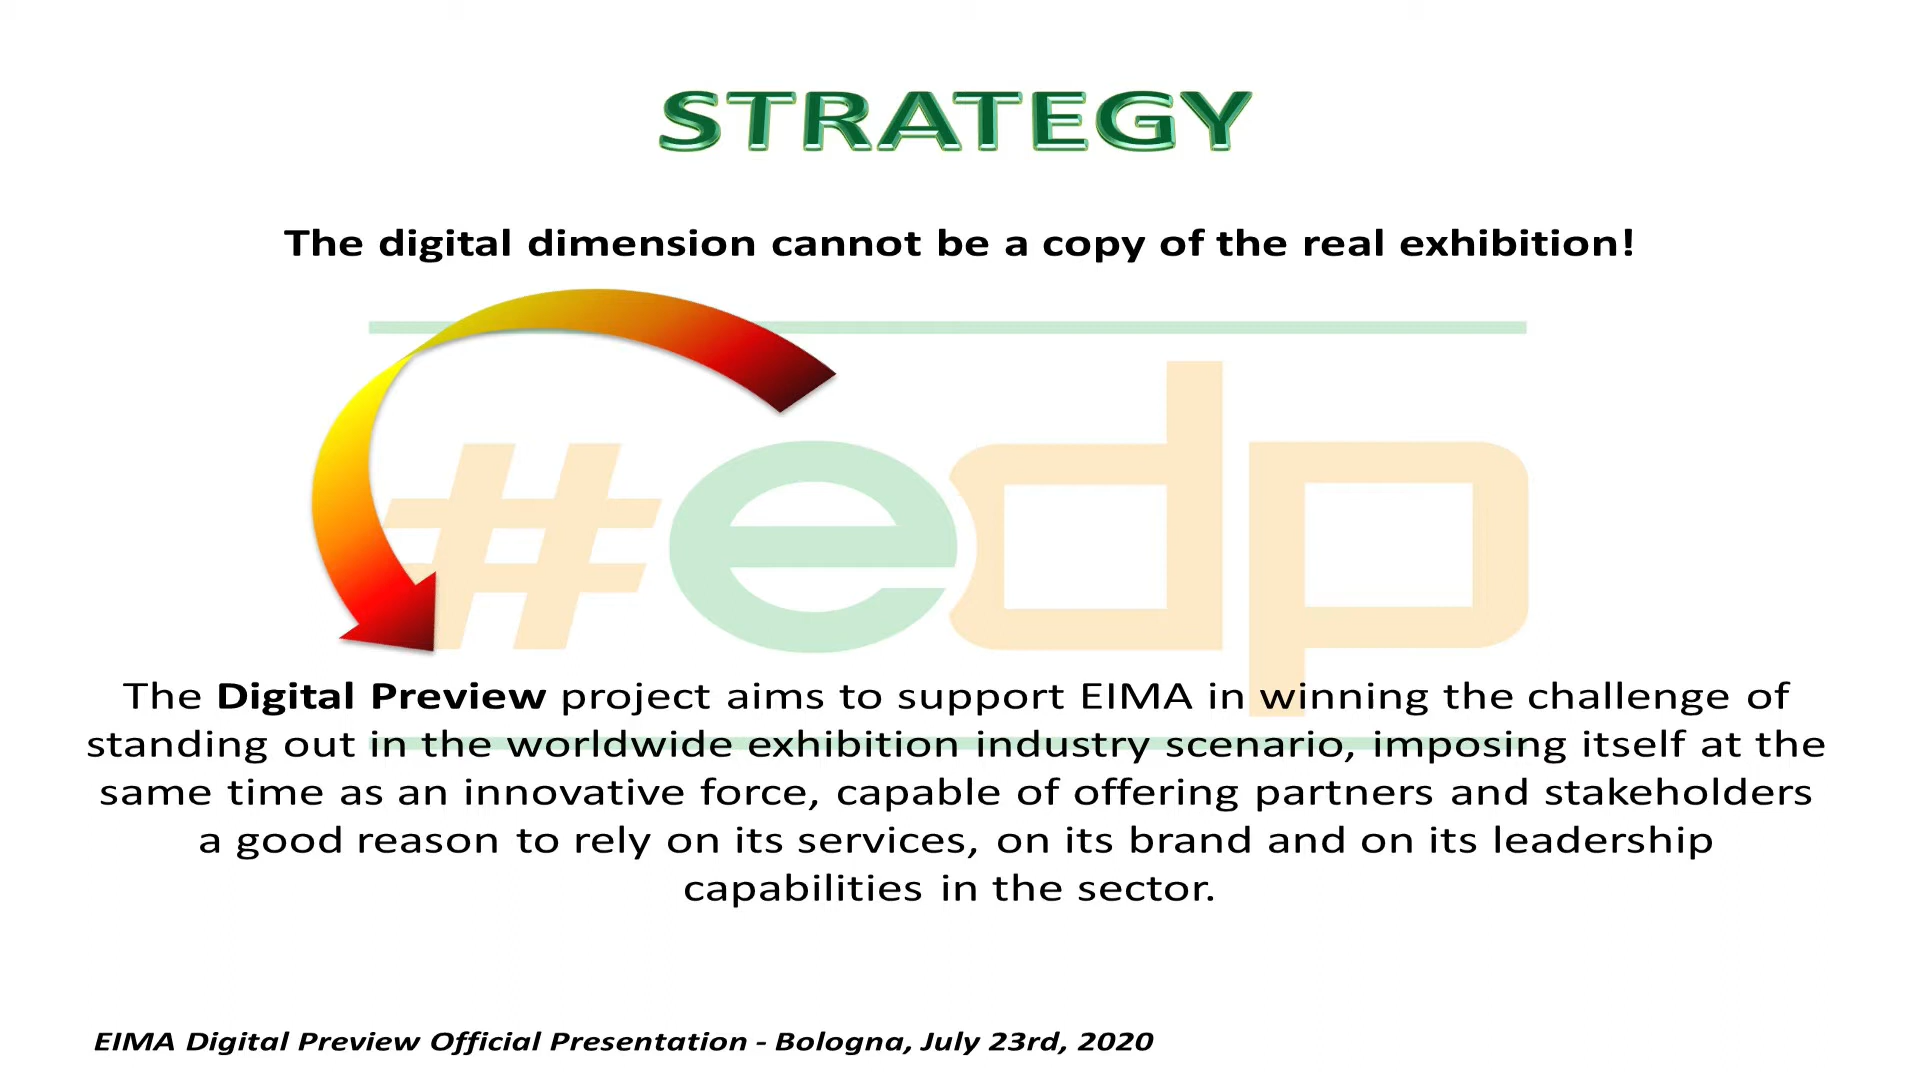 STRATEGY
The digital dimension cannot be a copy of the real exhibition!
#edp
The Digital Preview project aims to support EIMA in winning the challenge of
standing out in the worldwide exhibition industry scenario, imposing itself at the
same time as an innovative force, capable of offering partners and stakeholders
a good reason to rely on its services, on its brand and on its leadership
capabilities in the sector.
EIMA Digital Preview Official Presentation - Bologna, July 23rd, 2020